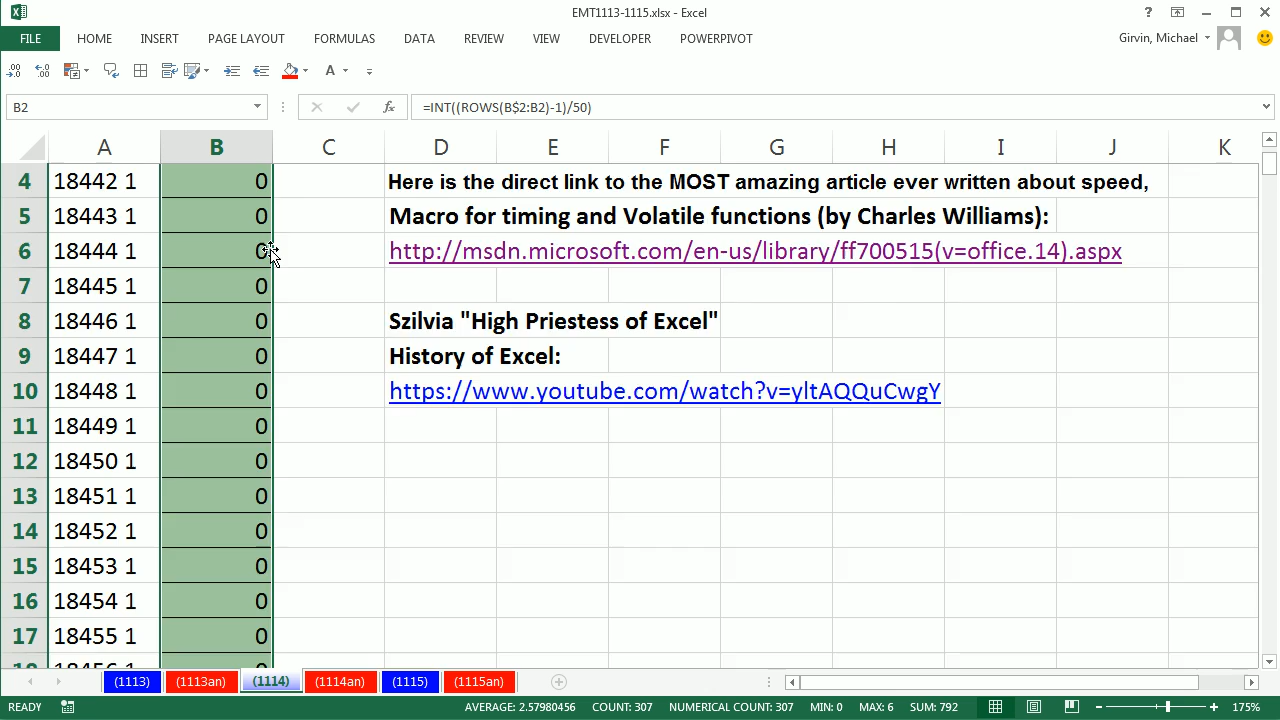 EMT1113-1115.xlsx - Excel
FILE HOME INSERT PAGE LAYOUT FORMULAS DATA REVIEW VIEW DEVELOPER POWERPIVOT Girvin, Michael
B2 fx =INT((ROWS(B$2:B2)-1)/50)
A B C D E F G H I J K
4 18442 1 0 Here is the direct link to the MOST amazing article ever written about speed,
5 18443 1 0 Macro for timing and Volatile functions (by Charles Williams):
6 18444 1 0 http://msdn.microsoft.com/en-us/library/ff700515(v=office.14).aspx
7 18445 1 0
8 18446 1 0 Szilvia "High Priestess of Excel"
9 18447 1 0 History of Excel:
10 18448 1 0 https://www.youtube.com/watch?v=yltAQQuCwgY
11 18449 1 0
12 18450 1 0
13 18451 1 0
14 18452 1 0
15 18453 1 0
16 18454 1 0
17 18455 1 0
(1113) (1113an) (1114) (1114an) (1115) (1115an)
READY AVERAGE: 2.57980456 COUNT: 307 NUMERICAL COUNT: 307 MIN: 0 MAX: 6 SUM: 792 175%